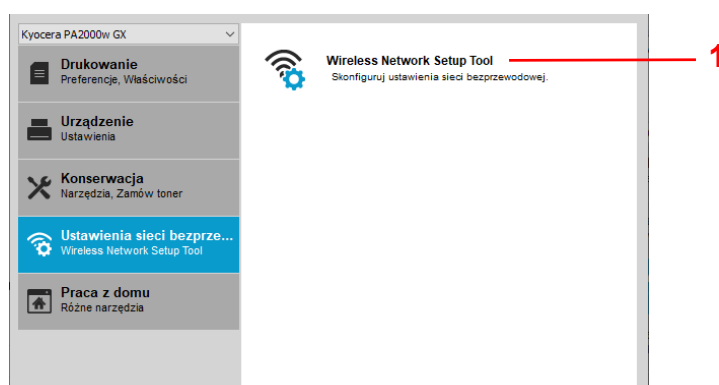 Kyocera PA2000w GX
Drukowanie
Preferencje, Właściwości
Urządzenie
Ustawienia
Konserwacja
Narzędzia, Zamów toner
Ustawienia sieci bezprze...
Wireless Network Setup Tool
Praca z domu
Różne narzędzia
Wireless Network Setup Tool
Skonfiguruj ustawienia sieci bezprzewodowej.
1